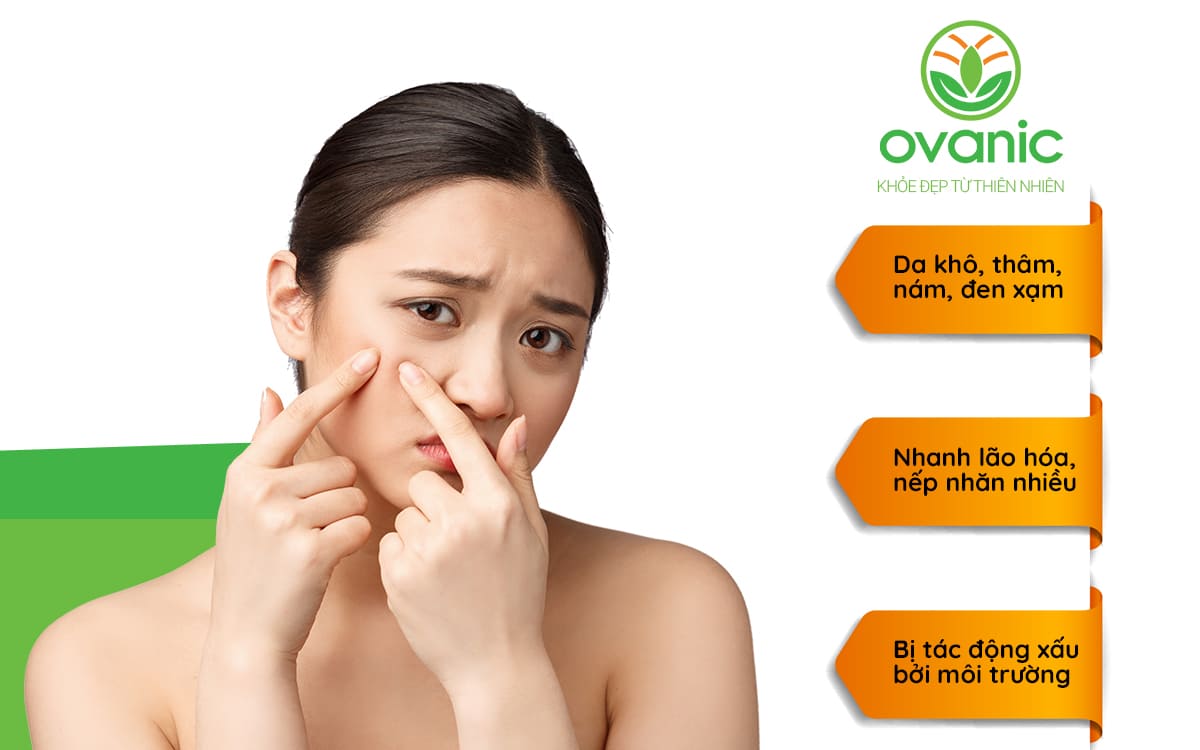 ovanic
KHỎE ĐẸP TỪ THIÊN NHIÊN
Da khô, thâm,
nám, đen xạm
Nhanh lão hóa,
nếp nhăn nhiều
Bị tác động xấu
bởi môi trường